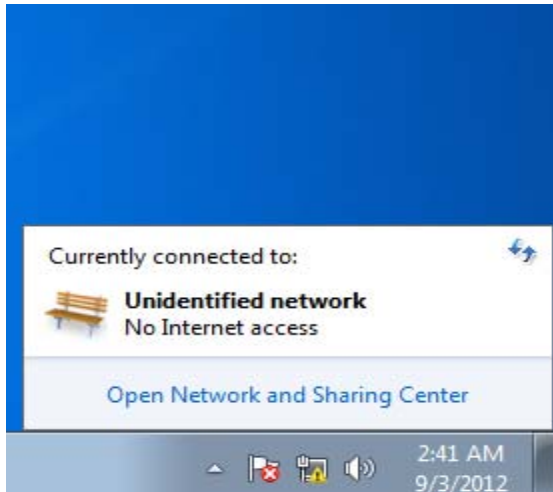 Currently connected to:
Unidentified network
No Internet access
Open Network and Sharing Center
2:41 AM
9/3/2012